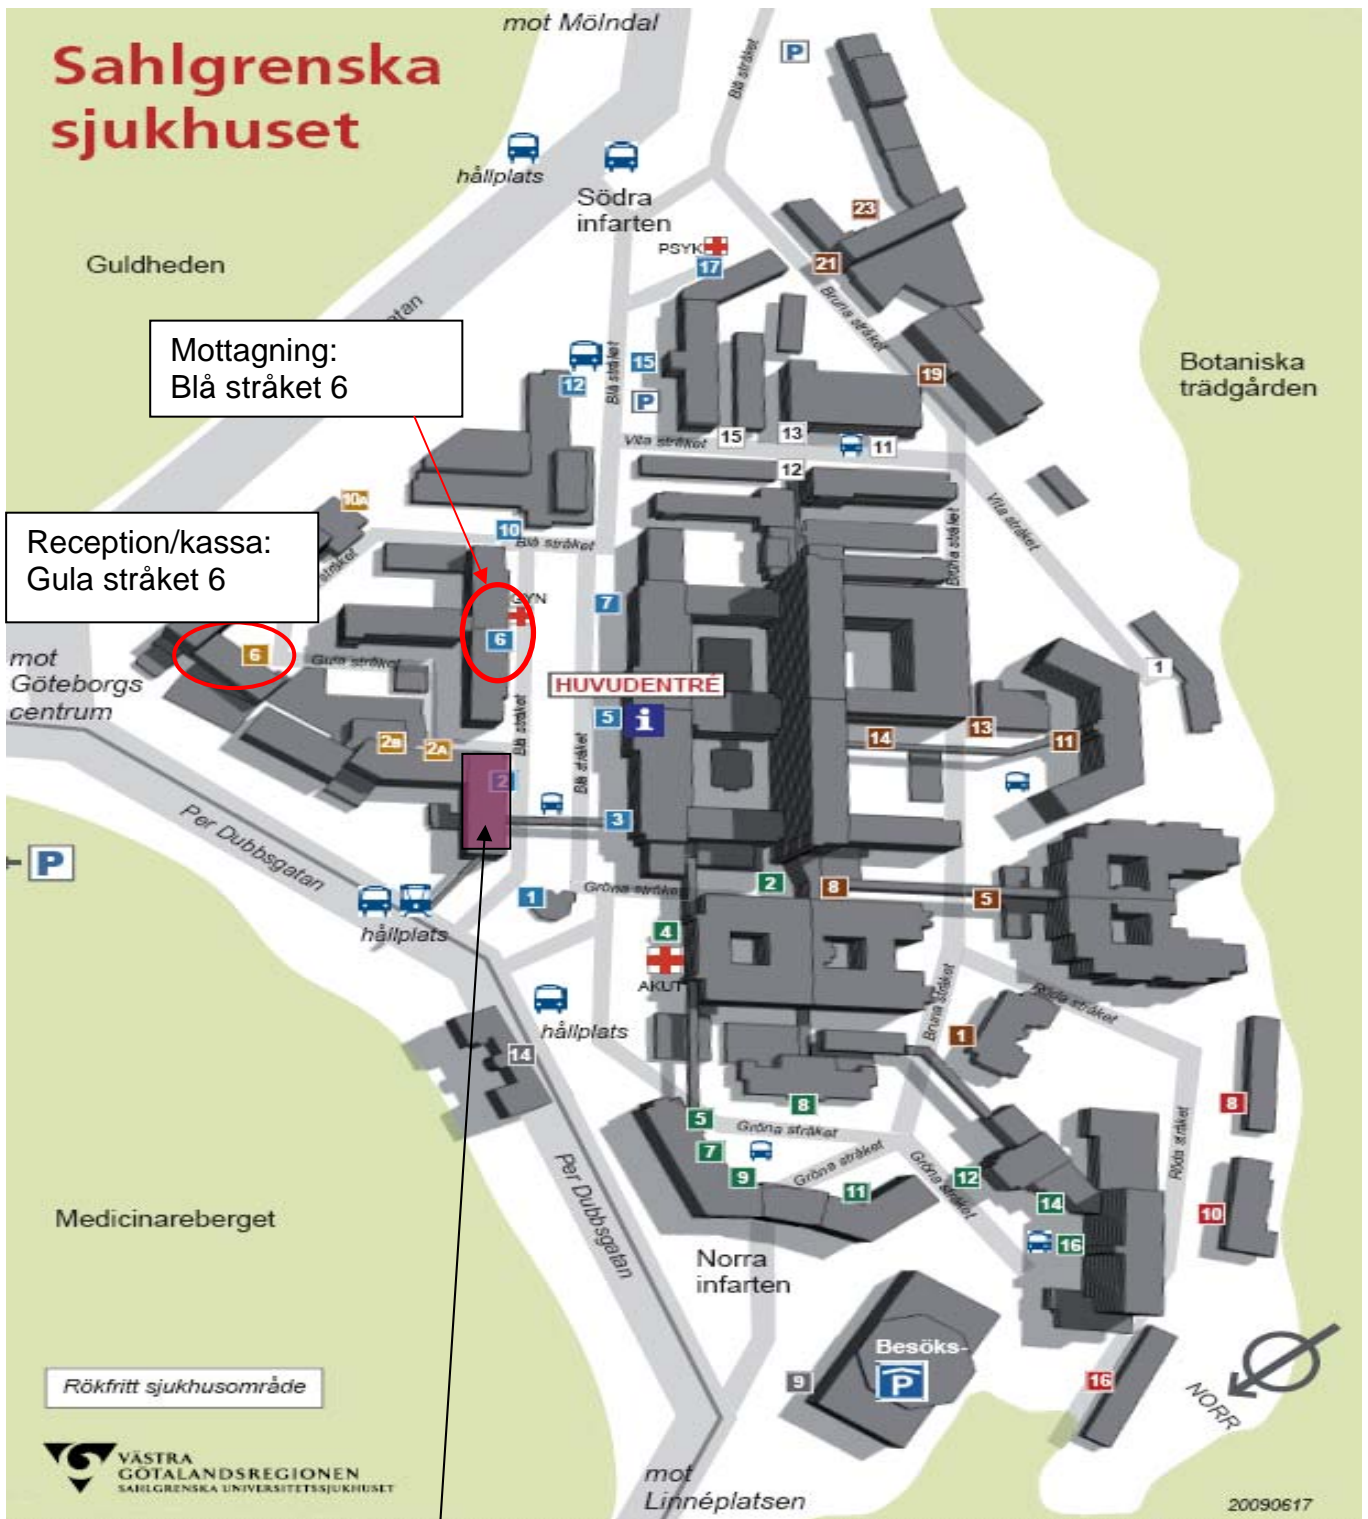 mot Mölndal
Sahlgrenska
sjukhuset
P
Blå stråket
hållplats
Södra
infarten
23
PSYK
17
21
Guldheden
Bruna stråket
atan
Mottagning:
Blå stråket 6
12
15
Blå stråket
P
19
Botaniska
trädgården
Vita stråket
15
13
11
12
10A
10
Blå stråket
Bruna stråket
Vita stråket
Reception/kassa:
Gula stråket 6
stråket
7
GYN
6
6
Gula stråket
mot
Göteborgs
centrum
HUVUDENTRÉ
5
i
1
2B
2A
Blå stråket
Blå stråket
14
13
11
2
3
Per Dubbsgatan
P
hållplats
1
Gröna stråket
2
8
5
4
AKUT
Bruna stråket
Röda stråket
hållplats
14
1
8
5
Gröna stråket
8
Röda stråket
7
9
11
Gröna stråket
Gröna stråket
12
14
16
10
Per Dubbsgatan
Medicinareberget
Norra
infarten
Besöks-
P
9
16
NORR
Rökfritt sjukhusområde
VÄSTRA
GÖTALANDSREGIONEN
SAHLGRENSKA UNIVERSITETSSJUKHUSET
mot
Linnéplatsen
20090617